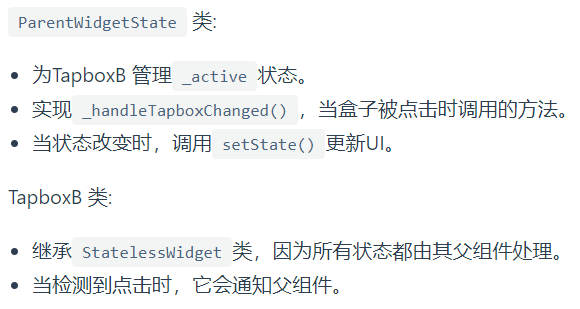 ParentWidgetState 类:
为TapboxB 管理 _active 状态。
实现 _handleTapboxChanged() ，当盒子被点击时调用的方法。
当状态改变时，调用 setState() 更新UI。
TapboxB 类:
继承 StatelessWidget 类，因为所有状态都由其父组件处理。
当检测到点击时，它会通知父组件。